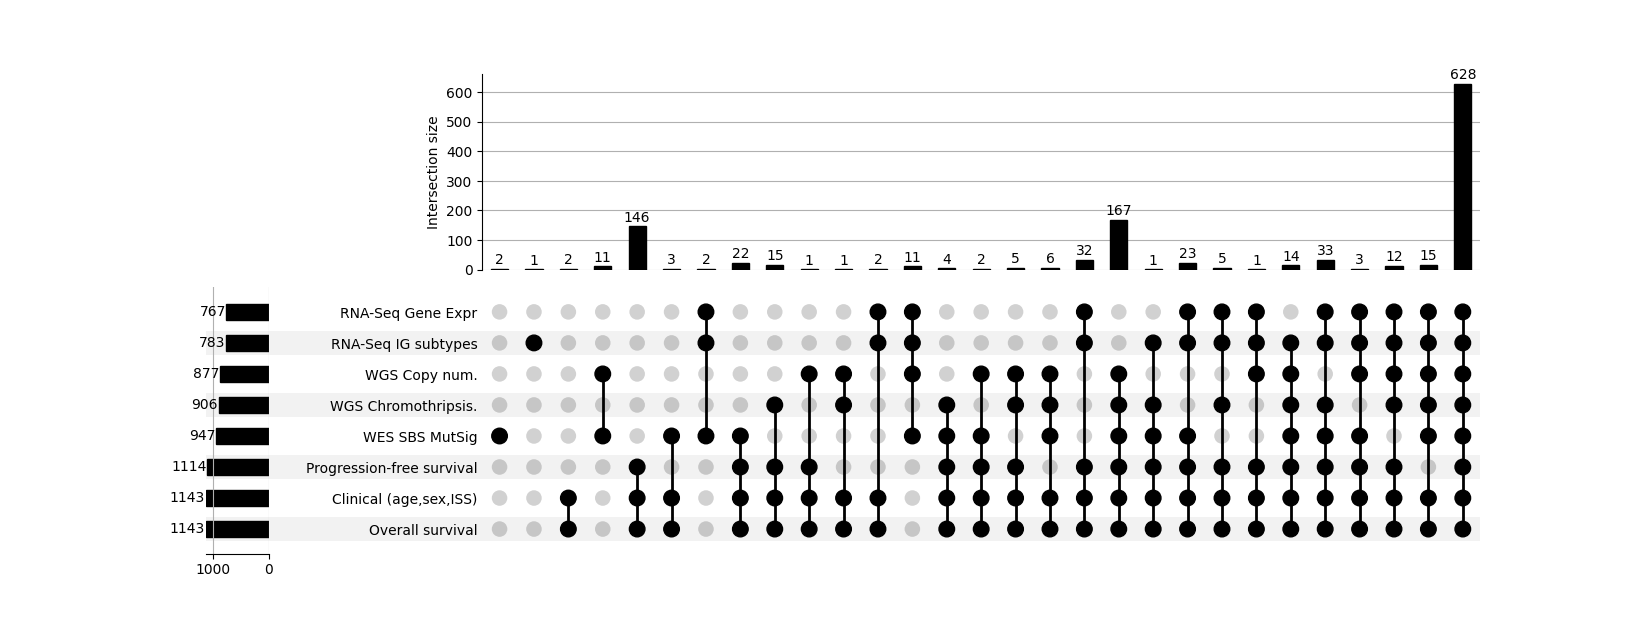 628
600
500
400
300
200
100
0
Intersection size
2 1 2 11 146 3 2 22 15 1 1 2 11 4 2 5 6 32 167 1 23 5 1 14 33 3 12 15
767 RNA-Seq Gene Expr
783 RNA-Seq IG subtypes
877 WGS Copy num.
906 WGS Chromothripsis.
947 WES SBS MutSig
1114 Progression-free survival
1143 Clinical (age,sex,ISS)
1143 Overall survival
1000 0